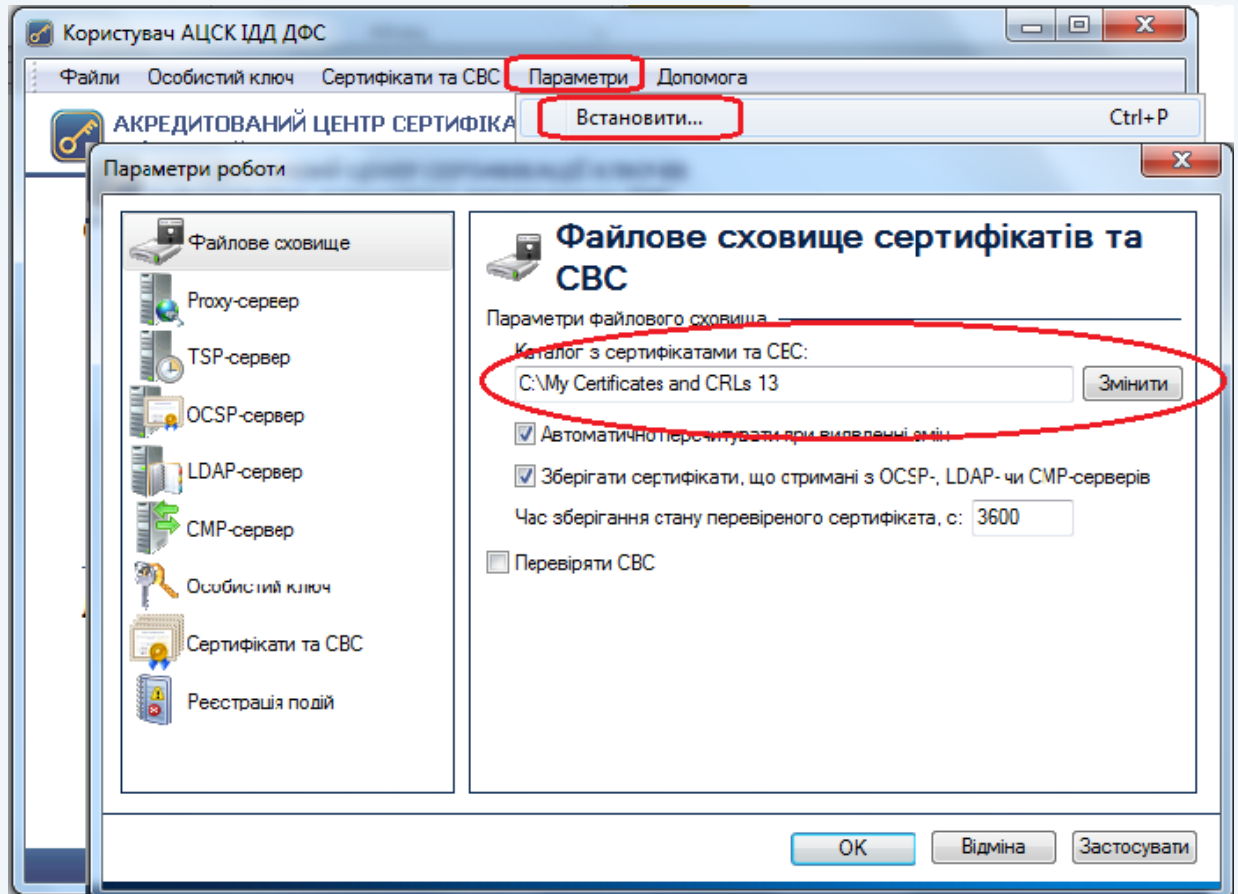 Користувач АЦСК ІДД ДФС
Файли Особистий ключ Сертифікати та СВС Параметри Допомога
АКРЕДИТОВАНИЙ ЦЕНТР СЕРТИФІКА
Встановити... Ctrl+P
Параметри роботи
Файлове сховище
Proxy-сервер
TSP-сервер
OCSP-сервер
LDAP-сервер
CMP-сервер
Особистий ключ
Сертифікати та СВС
Реєстрація подій
Файлове сховище сертифікатів та
СВС
Параметри файлового сховища
Каталог з сертифікатами та СВС:
C:\My Certificates and CRLs 13
Змінити
Автоматично перечитувати при виявленні змін
Зберігати сертифікати, що отримані з OCSP-, LDAP- чи CMP-серверів
Час зберігання стану перевіреного сертифіката, с: 3600
Перевіряти СВС
OK Відміна Застосувати